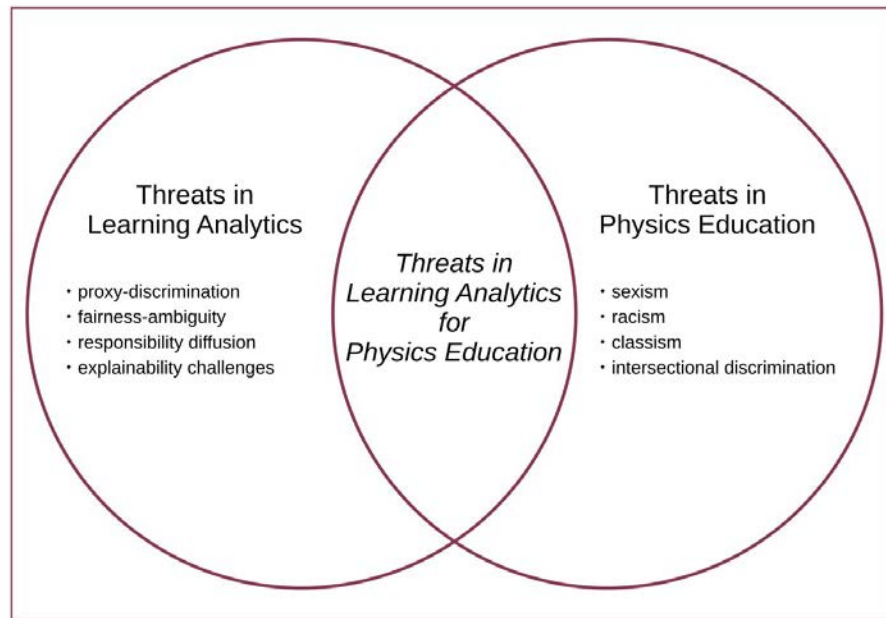 Threats in
Learning Analytics
・proxy-discrimination
・fairness-ambiguity
・responsibility diffusion
・explainability challenges
Threats in
Learning Analytics
for
Physics Education
Threats in
Physics Education
・sexism
・racism
・classism
・intersectional discrimination